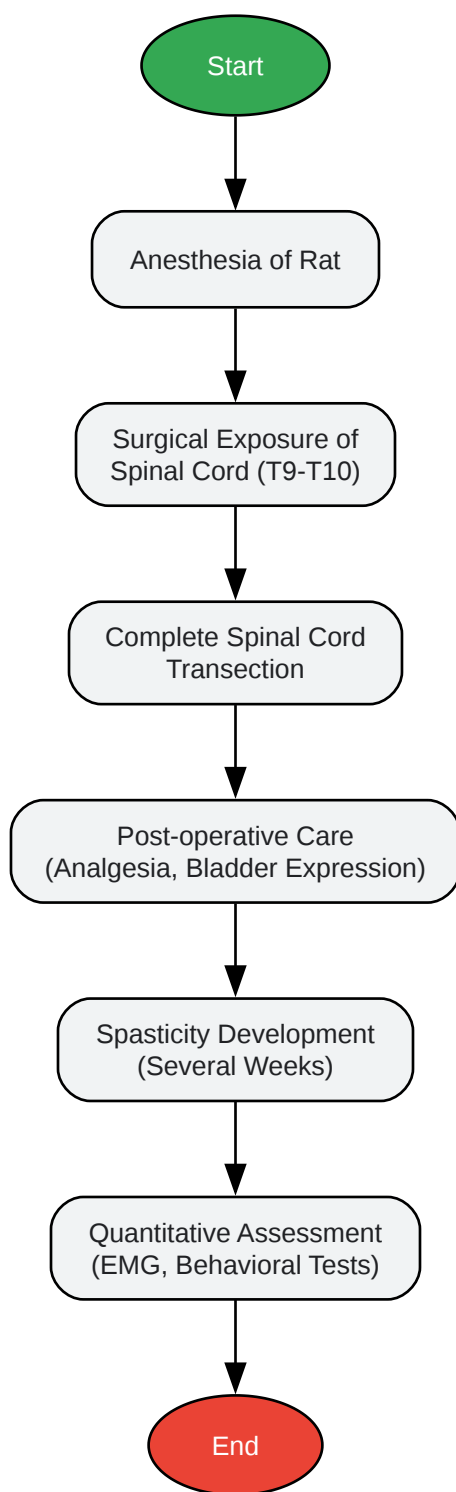 Start
Anesthesia of Rat
Surgical Exposure of
Spinal Cord (T9-T10)
Complete Spinal Cord
Transection
Post-operative Care
(Analgesia, Bladder Expression)
Spasticity Development
(Several Weeks)
Quantitative Assessment
(EMG, Behavioral Tests)
End